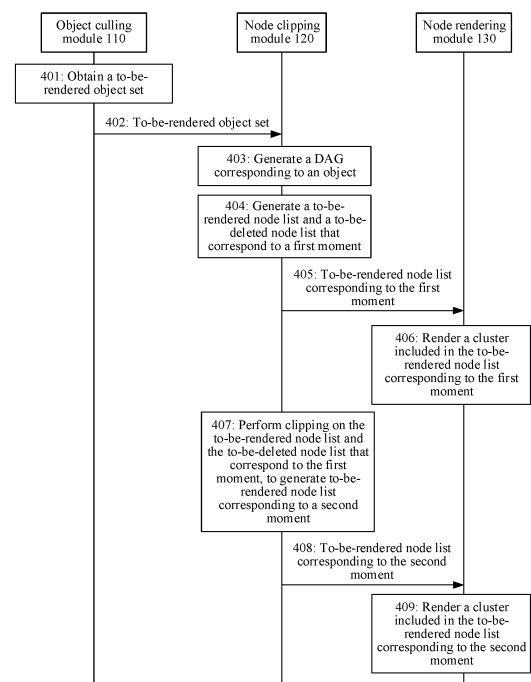 Object culling
module 110
Node clipping
module 120
Node rendering
module 130
401: Obtain a to-be-
rendered object set
402: To-be-rendered object set
403: Generate a DAG
corresponding to an object
404: Generate a to-be-
rendered node list and a to-be-
deleted node list that
correspond to a first moment
405: To-be-rendered node list
corresponding to the first
moment
406: Render a cluster
included in the to-be-
rendered node list
corresponding to the first
moment
407: Perform clipping on the
to-be-rendered node list and
the to-be-deleted node list that
correspond to the first
moment, to generate to-be-
rendered node list
corresponding to a second
moment
408: To-be-rendered node list
corresponding to the second
moment
409: Render a cluster
included in the to-be-
rendered node list
corresponding to the second
moment